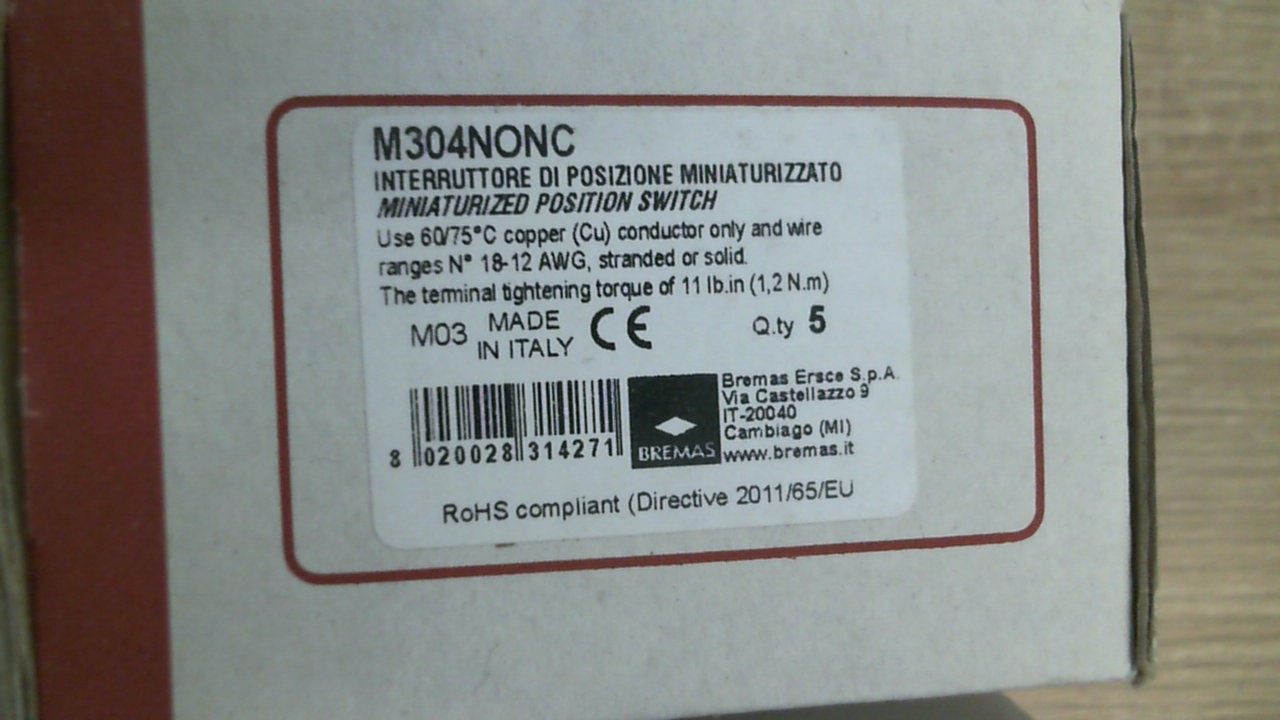 M304NONC
INTERRUTTORE DI POSIZIONE MINIATURIZZATO
MINIATURIZED POSITION SWITCH
Use 60/75°C copper (Cu) conductor only and wire
ranges N° 18-12 AWG, stranded or solid.
The terminal tightening torque of 11 lb.in (1,2 N.m)
M03 MADE IN ITALY CE Q.ty 5
8 020028 314271
BREMAS
Bremas Ersce S.p.A.
Via Castellazzo 9
IT-20040
Cambiago (MI)
www.bremas.it
RoHS compliant (Directive 2011/65/EU